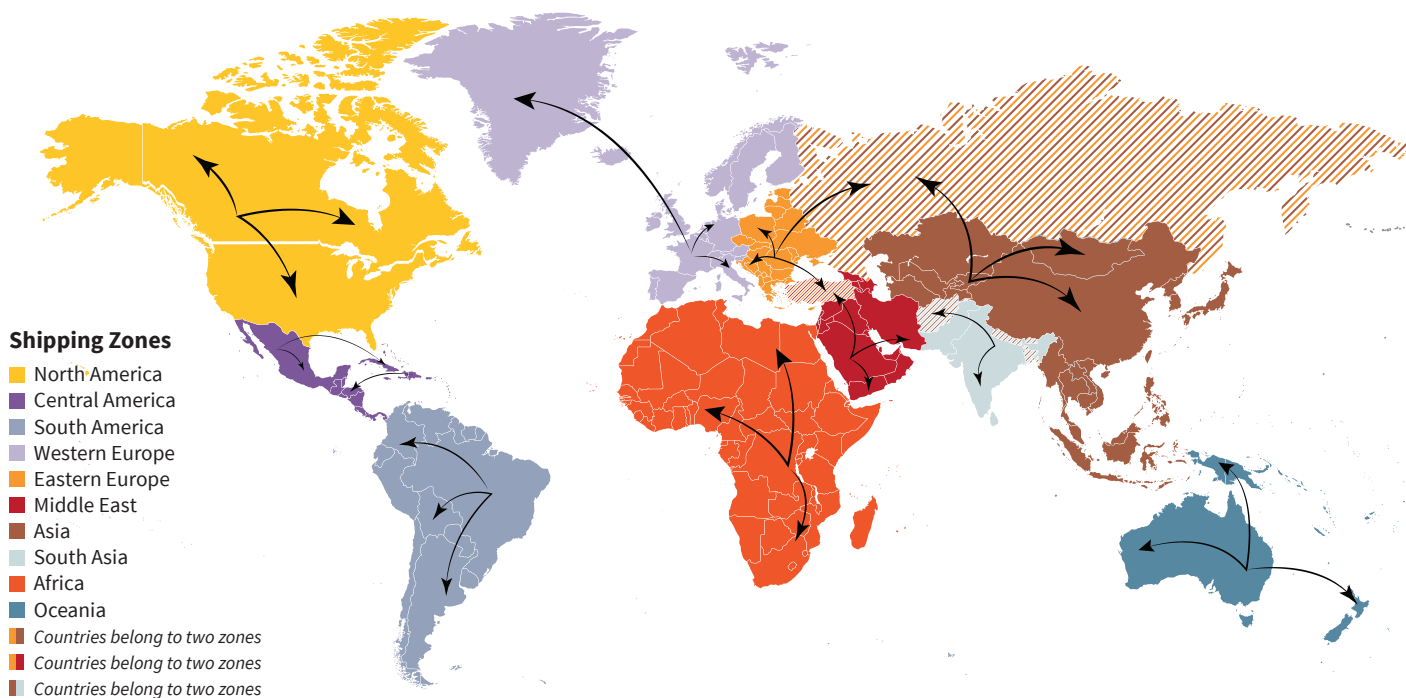 Shipping Zones
North America
Central America
South America
Western Europe
Eastern Europe
Middle East
Asia
South Asia
Africa
Oceania
Countries belong to two zones
Countries belong to two zones
Countries belong to two zones